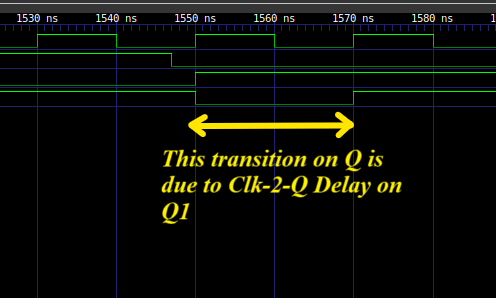 1530 ns 1540 ns 1550 ns 1560 ns 1570 ns 1580 ns
This transition on Q is
due to Clk-2-Q Delay on
Q1